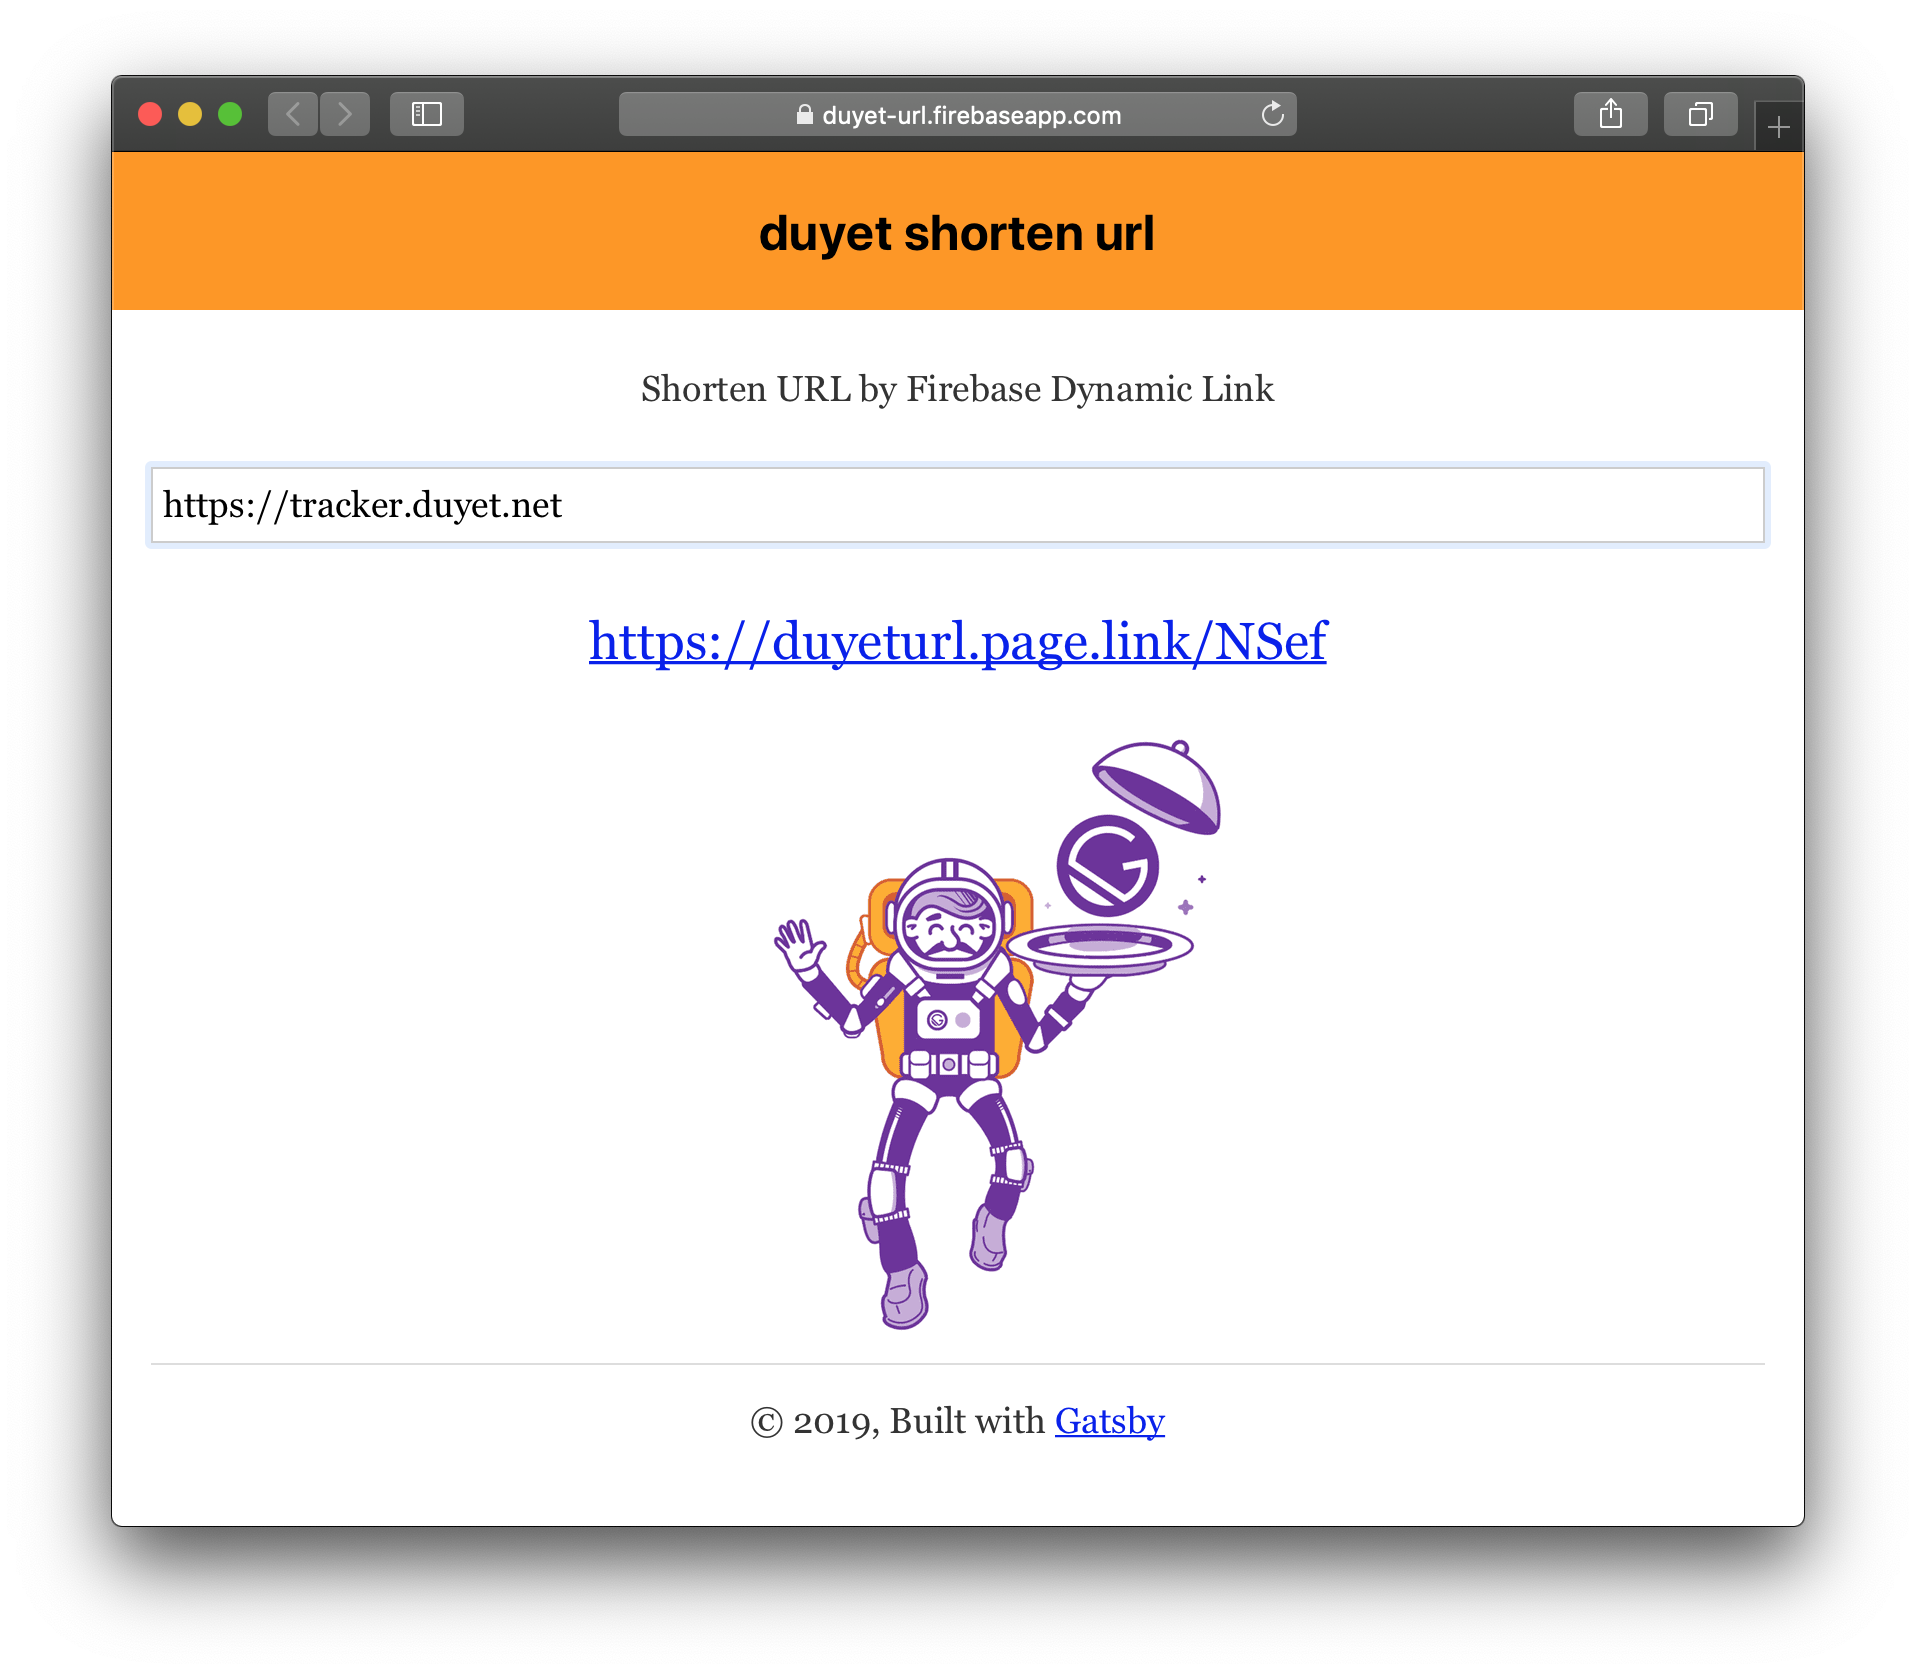 duyet-url.firebaseapp.com
duyet shorten url
Shorten URL by Firebase Dynamic Link
https://tracker.duyet.net
https://duyeturl.page.link/NSef
© 2019, Built with Gatsby